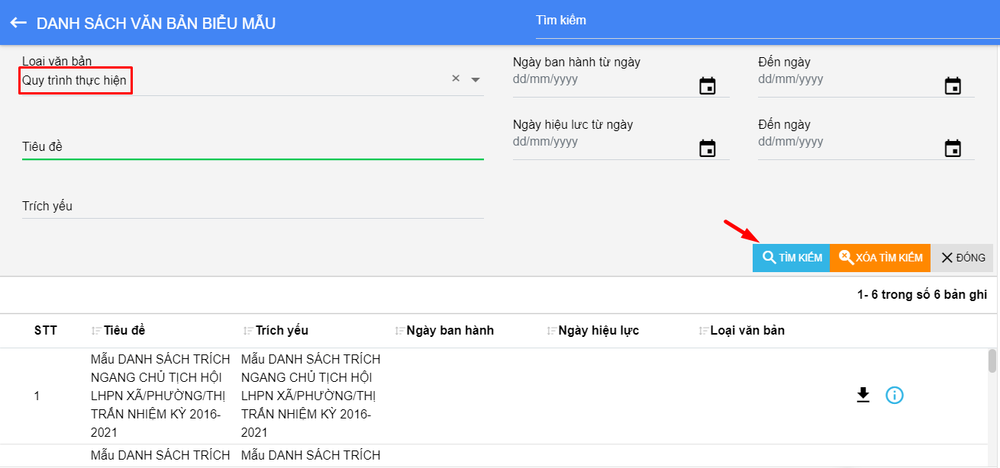 DANH SÁCH VĂN BẢN BIỂU MẪU
Tìm kiếm
Loại văn bản
Quy trình thực hiện
Ngày ban hành từ ngày
dd/mm/yyyy
Đến ngày
dd/mm/yyyy
Tiêu đề
Ngày hiệu lực từ ngày
dd/mm/yyyy
Đến ngày
dd/mm/yyyy
Trích yếu
TÌM KIẾM
XÓA TÌM KIẾM
ĐÓNG
1- 6 trong số 6 bản ghi
STT Tiêu đề Trích yếu Ngày ban hành Ngày hiệu lực Loại văn bản
1
Mẫu DANH SÁCH TRÍCH
NGANG CHỦ TỊCH HỘI
LHPN XÃ/PHƯỜNG/THỊ
TRẤN NHIỆM KỲ 2016-
2021
Mẫu DANH SÁCH TRÍCH
NGANG CHỦ TỊCH HỘI
LHPN XÃ/PHƯỜNG/THỊ
TRẤN NHIỆM KỲ 2016-
2021
Mẫu DANH SÁCH TRÍCH
Mẫu DANH SÁCH TRÍCH